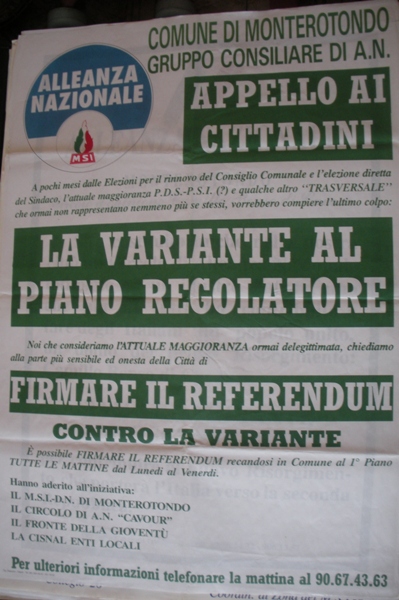 COMUNE DI MONTEROTONDO
GRUPPO CONSILIARE DI A.N.
ALLEANZA
NAZIONALE
MSI
APPELLO AI
CITTADINI
A pochi mesi dalle Elezioni per il rinnovo del Consiglio Comunale e l'elezione diretta
del Sindaco, l'attuale maggioranza P.D.S.-P.S.I. (?) e qualche altro "TRASVERSALE"
che ormai non rappresentano nemmeno più se stessi, vorrebbero compiere l'ultimo colpo:
LA VARIANTE AL
PIANO REGOLATORE
Noi che consideriamo l'ATTUALE MAGGIORANZA ormai delegittimata, chiediamo
alla parte più sensibile ed onesta della Città di
FIRMARE IL REFERENDUM
CONTRO LA VARIANTE
È possibile FIRMARE IL REFERENDUM recandosi in Comune al 1° Piano
TUTTE LE MATTINE dal Lunedì al Venerdì.
Hanno aderito all'iniziativa:
IL M.S.I.-D.N. DI MONTEROTONDO
IL CIRCOLO DI A.N. "CAVOUR"
IL FRONTE DELLA GIOVENTÙ
LA CISNAL ENTI LOCALI
Per ulteriori informazioni telefonare la mattina al 90.67.43.63